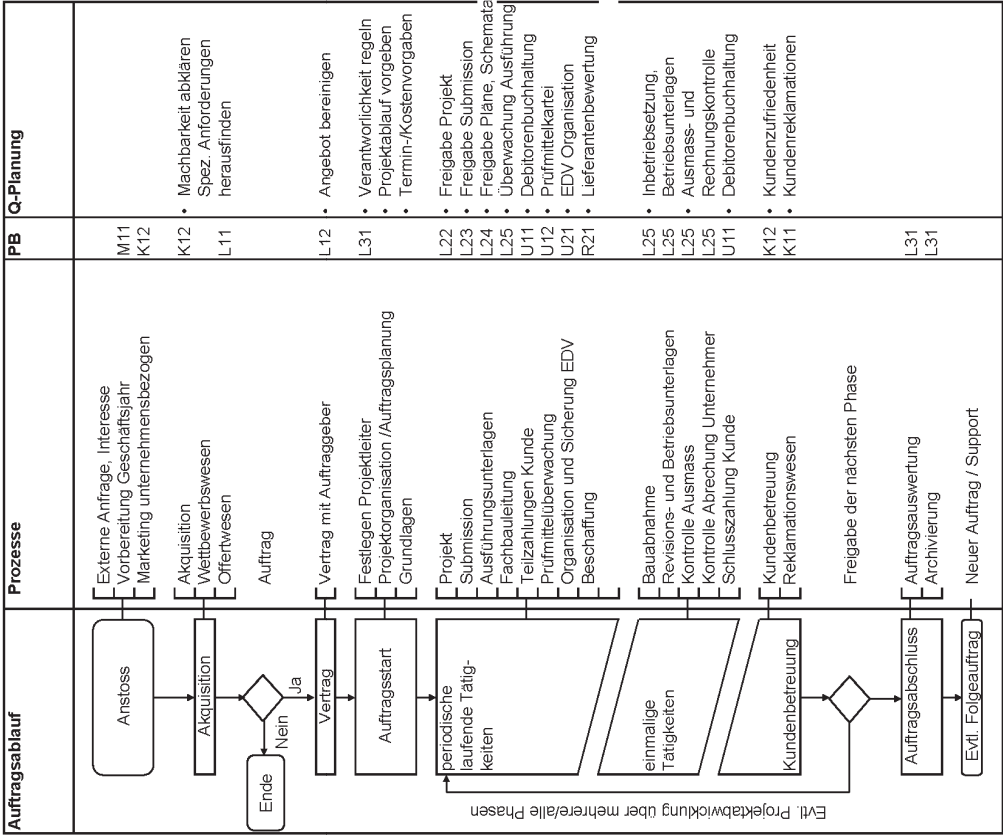 Auftragsablauf
Prozesse
PB
Q-Planung
Anstoss
Externe Anfrage, Interesse
Vorbereitung Geschäftsjahr
Marketing unternehmensbezogen
M11
K12
Akquisition
Akquisition
Wettbewerbswesen
Offertwesen
K12
L11
• Machbarkeit abklären
Spez. Anforderungen
herausfinden
Auftrag
Ja
Nein
Ende
Vertrag
Vertrag mit Auftraggeber
L12
• Angebot bereinigen
Auftragsstart
Festlegen Projektleiter
Projektorganisation /Auftragsplanung
Grundlagen
L31
• Verantworlichkeit regeln
• Projektablauf vorgeben
• Termin-/Kostenvorgaben
periodische
laufende Tätig-
keiten
Projekt
Submission
Ausführungsunterlagen
Fachbauleitung
Teilzahlungen Kunde
Prüfmittelüberwachung
Organisation und Sicherung EDV
Beschaffung
L22
L23
L24
L25
U11
U12
U21
R21
• Freigabe Projekt
• Freigabe Submission
• Freigabe Pläne, Schemata
• Überwachung Ausführung
• Debitorenbuchhaltung
• Prüfmittelkartei
• EDV Organisation
• Lieferantenbewertung
einmalige
Tätigkeiten
Bauabnahme
Revisions- und Betriebsunterlagen
Kontrolle Ausmass
Kontrolle Abrechung Unternehmer
Schlusszahlung Kunde
L25
L25
L25
L25
U11
• Inbetriebsetzung,
Betriebsunterlagen
• Ausmass- und
Rechnungskontrolle
• Debitorenbuchhaltung
Kundenbetreuung
Kundenbetreuung
Reklamationswesen
K12
K11
• Kundenzufriedenheit
• Kundenreklamationen
Freigabe der nächsten Phase
Evtl. Projektabwicklung über mehrere/alle Phasen
Auftragsabschluss
Auftragsauswertung
Archivierung
L31
L31
Evtl. Folgeauftrag
Neuer Auftrag / Support